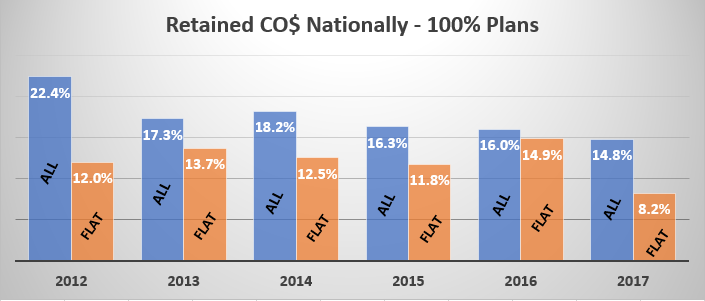 Retained CO$ Nationally - 100% Plans
22.4%
ALL
12.0%
FLAT
17.3%
ALL
13.7%
FLAT
18.2%
ALL
12.5%
FLAT
16.3%
ALL
11.8%
FLAT
16.0%
ALL
14.9%
FLAT
14.8%
ALL
8.2%
FLAT
2012 2013 2014 2015 2016 2017